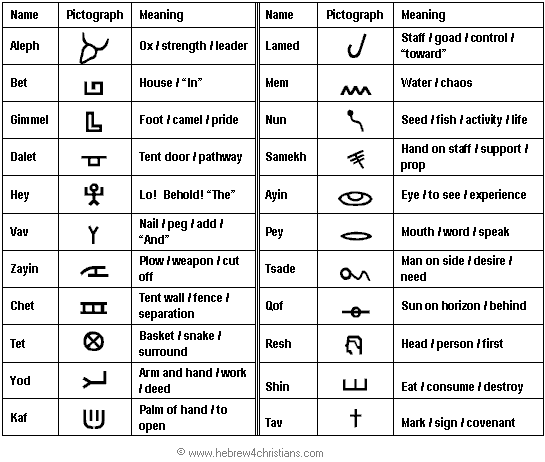 Name Pictograph Meaning Name Pictograph Meaning
Aleph Ox / strength / leader Lamed Staff / goad / control / “toward”
Bet House / “In” Mem Water / chaos
Gimmel Foot / camel / pride Nun Seed / fish / activity / life
Dalet Tent door / pathway Samekh Hand on staff / support / prop
Hey Lo! Behold! “The” Ayin Eye / to see / experience
Vav Nail / peg / add / “And” Pey Mouth / word / speak
Zayin Plow / weapon / cut off Tsade Man on side / desire / need
Chet Tent wall / fence / separation Qof Sun on horizon / behind
Tet Basket / snake / surround Resh Head / person / first
Yod Arm and hand / work / deed Shin Eat / consume / destroy
Kaf Palm of hand / to open Tav Mark / sign / covenant
© www.hebrew4christians.com